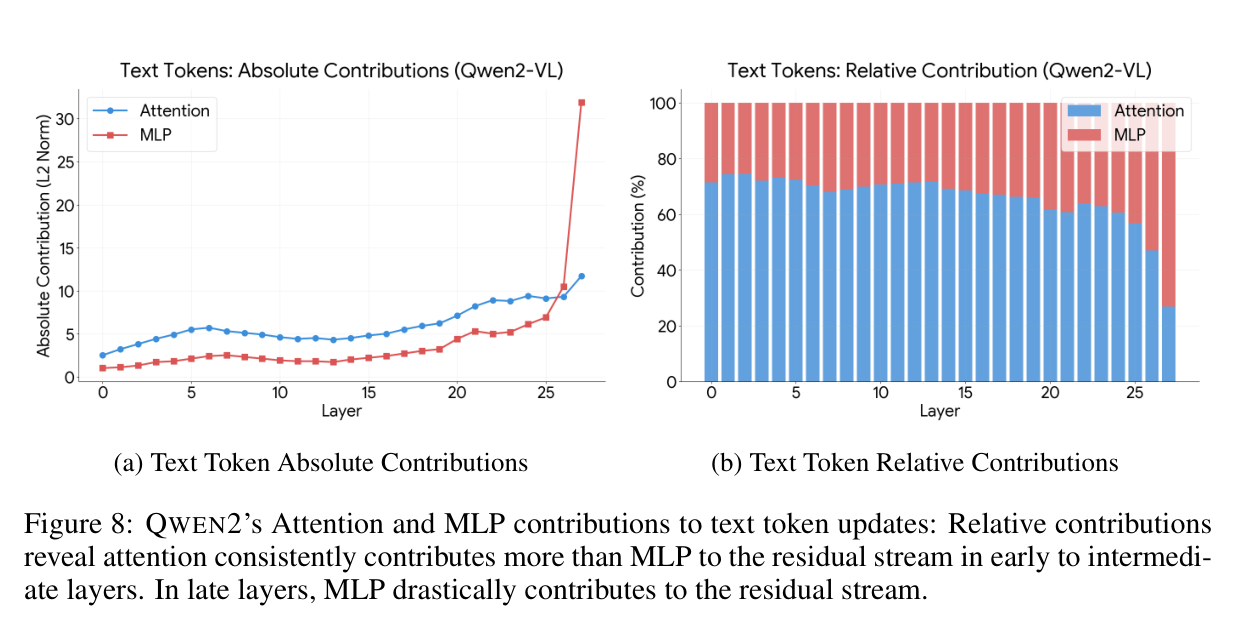 Text Tokens: Absolute Contributions (Qwen2-VL)
Attention
MLP
Absolute Contribution (L2 Norm)
30
25
20
15
10
5
0
0 5 10 15 20 25
Layer
(a) Text Token Absolute Contributions
Text Tokens: Relative Contribution (Qwen2-VL)
Attention
MLP
Contribution (%)
100
80
60
40
20
0
0 5 10 15 20 25
Layer
(b) Text Token Relative Contributions
Figure 8: QWEN2's Attention and MLP contributions to text token updates: Relative contributions
reveal attention consistently contributes more than MLP to the residual stream in early to intermedi-
ate layers. In late layers, MLP drastically contributes to the residual stream.